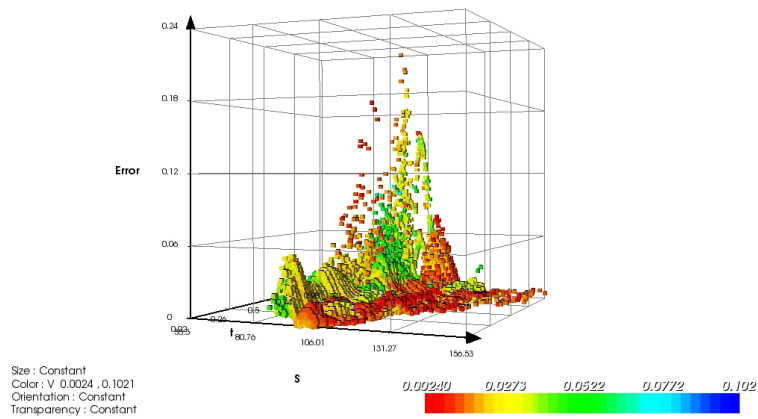 0.24
0.18
Error
0.12
0.06
0
0.26
0.5
t
80.76
106.01
131.27
156.53
S
Size : Constant
Color : V 0.0024 , 0.1021
Orientation : Constant
Transparency : Constant
0.00240 0.0273 0.0522 0.0772 0.102